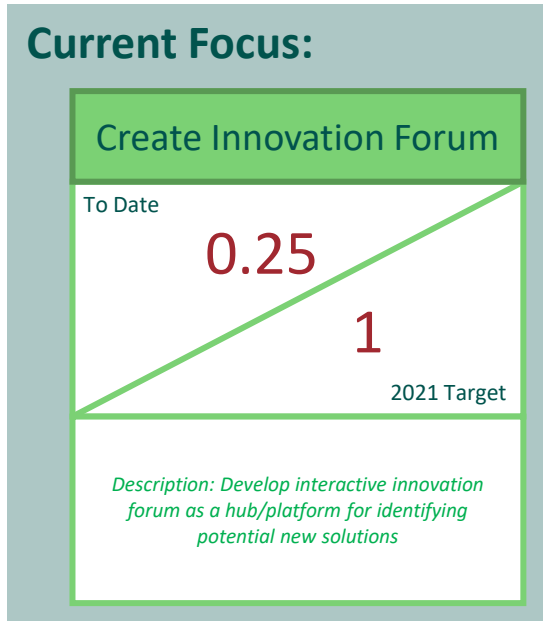 Current Focus:
Create Innovation Forum
To Date
0.25
1
2021 Target
Description: Develop interactive innovation
forum as a hub/platform for identifying
potential new solutions